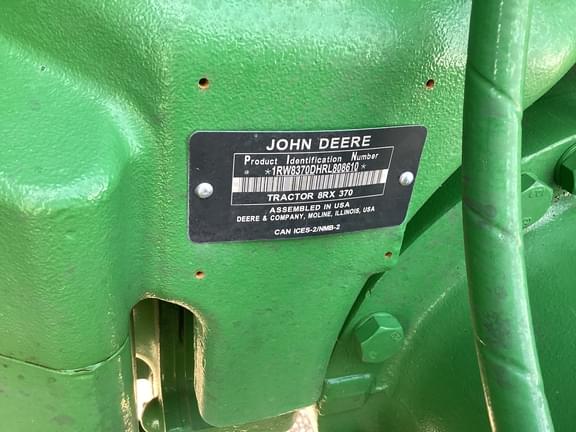 JOHN DEERE
Product Identification Number
*1RW8370DHRL808610*
TRACTOR 8RX 370
ASSEMBLED IN USA
DEERE & COMPANY, MOLINE, ILLINOIS, USA
CAN ICES-2/NMB-2